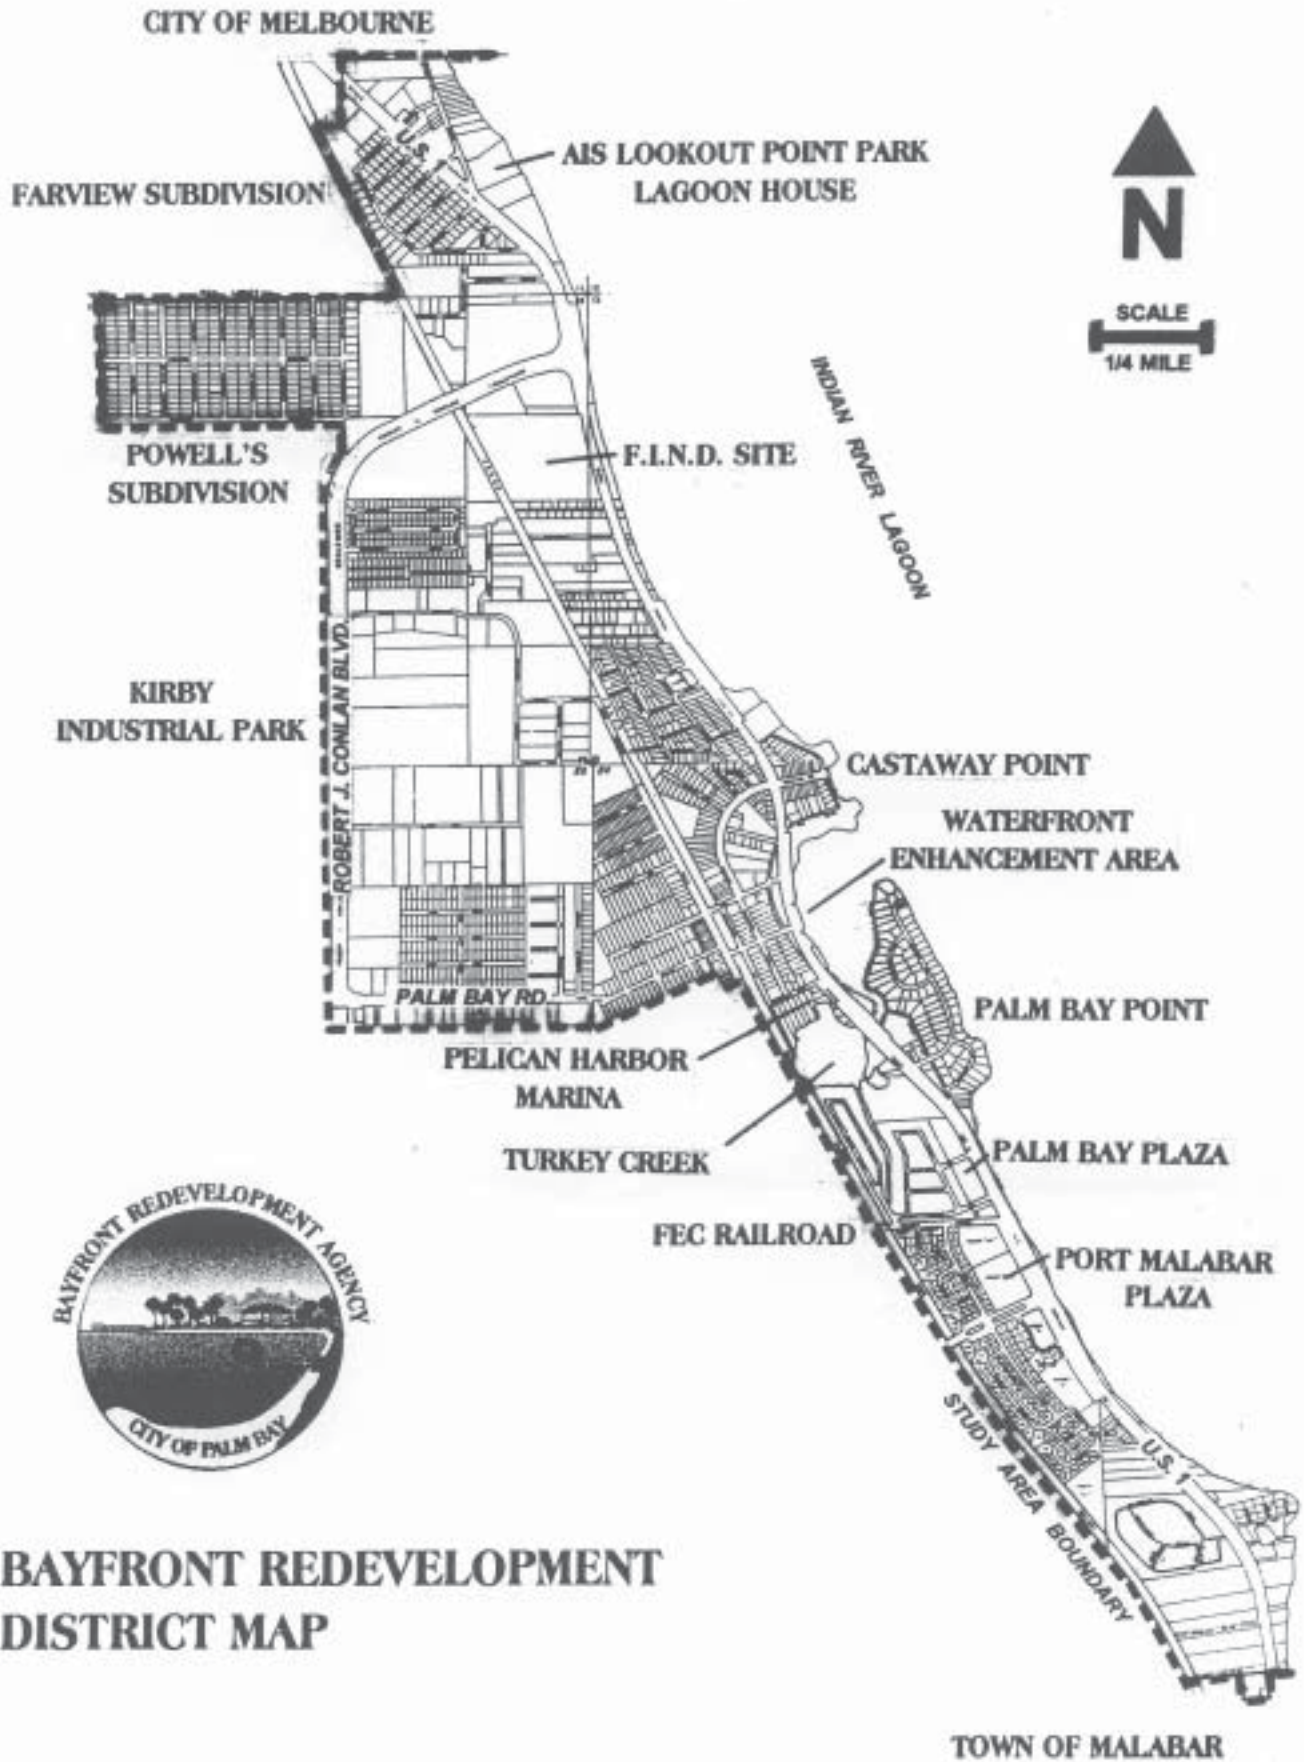 CITY OF MELBOURNE
U.S. 1
AIS LOOKOUT POINT PARK
LAGOON HOUSE
FARVIEW SUBDIVISION
N
SCALE
1/4 MILE
INDIAN RIVER LAGOON
POWELL'S
SUBDIVISION
F.I.N.D. SITE
KIRBY
INDUSTRIAL PARK
ROBERT J. CONLAN BLVD.
CASTAWAY POINT
WATERFRONT
ENHANCEMENT AREA
PALM BAY RD.
PALM BAY POINT
PELICAN HARBOR
MARINA
TURKEY CREEK
PALM BAY PLAZA
FEC RAILROAD
PORT MALABAR
PLAZA
BAYFRONT REDEVELOPMENT AGENCY
CITY OF PALM BAY
STUDY AREA BOUNDARY
U.S. 1
BAYFRONT REDEVELOPMENT
DISTRICT MAP
TOWN OF MALABAR